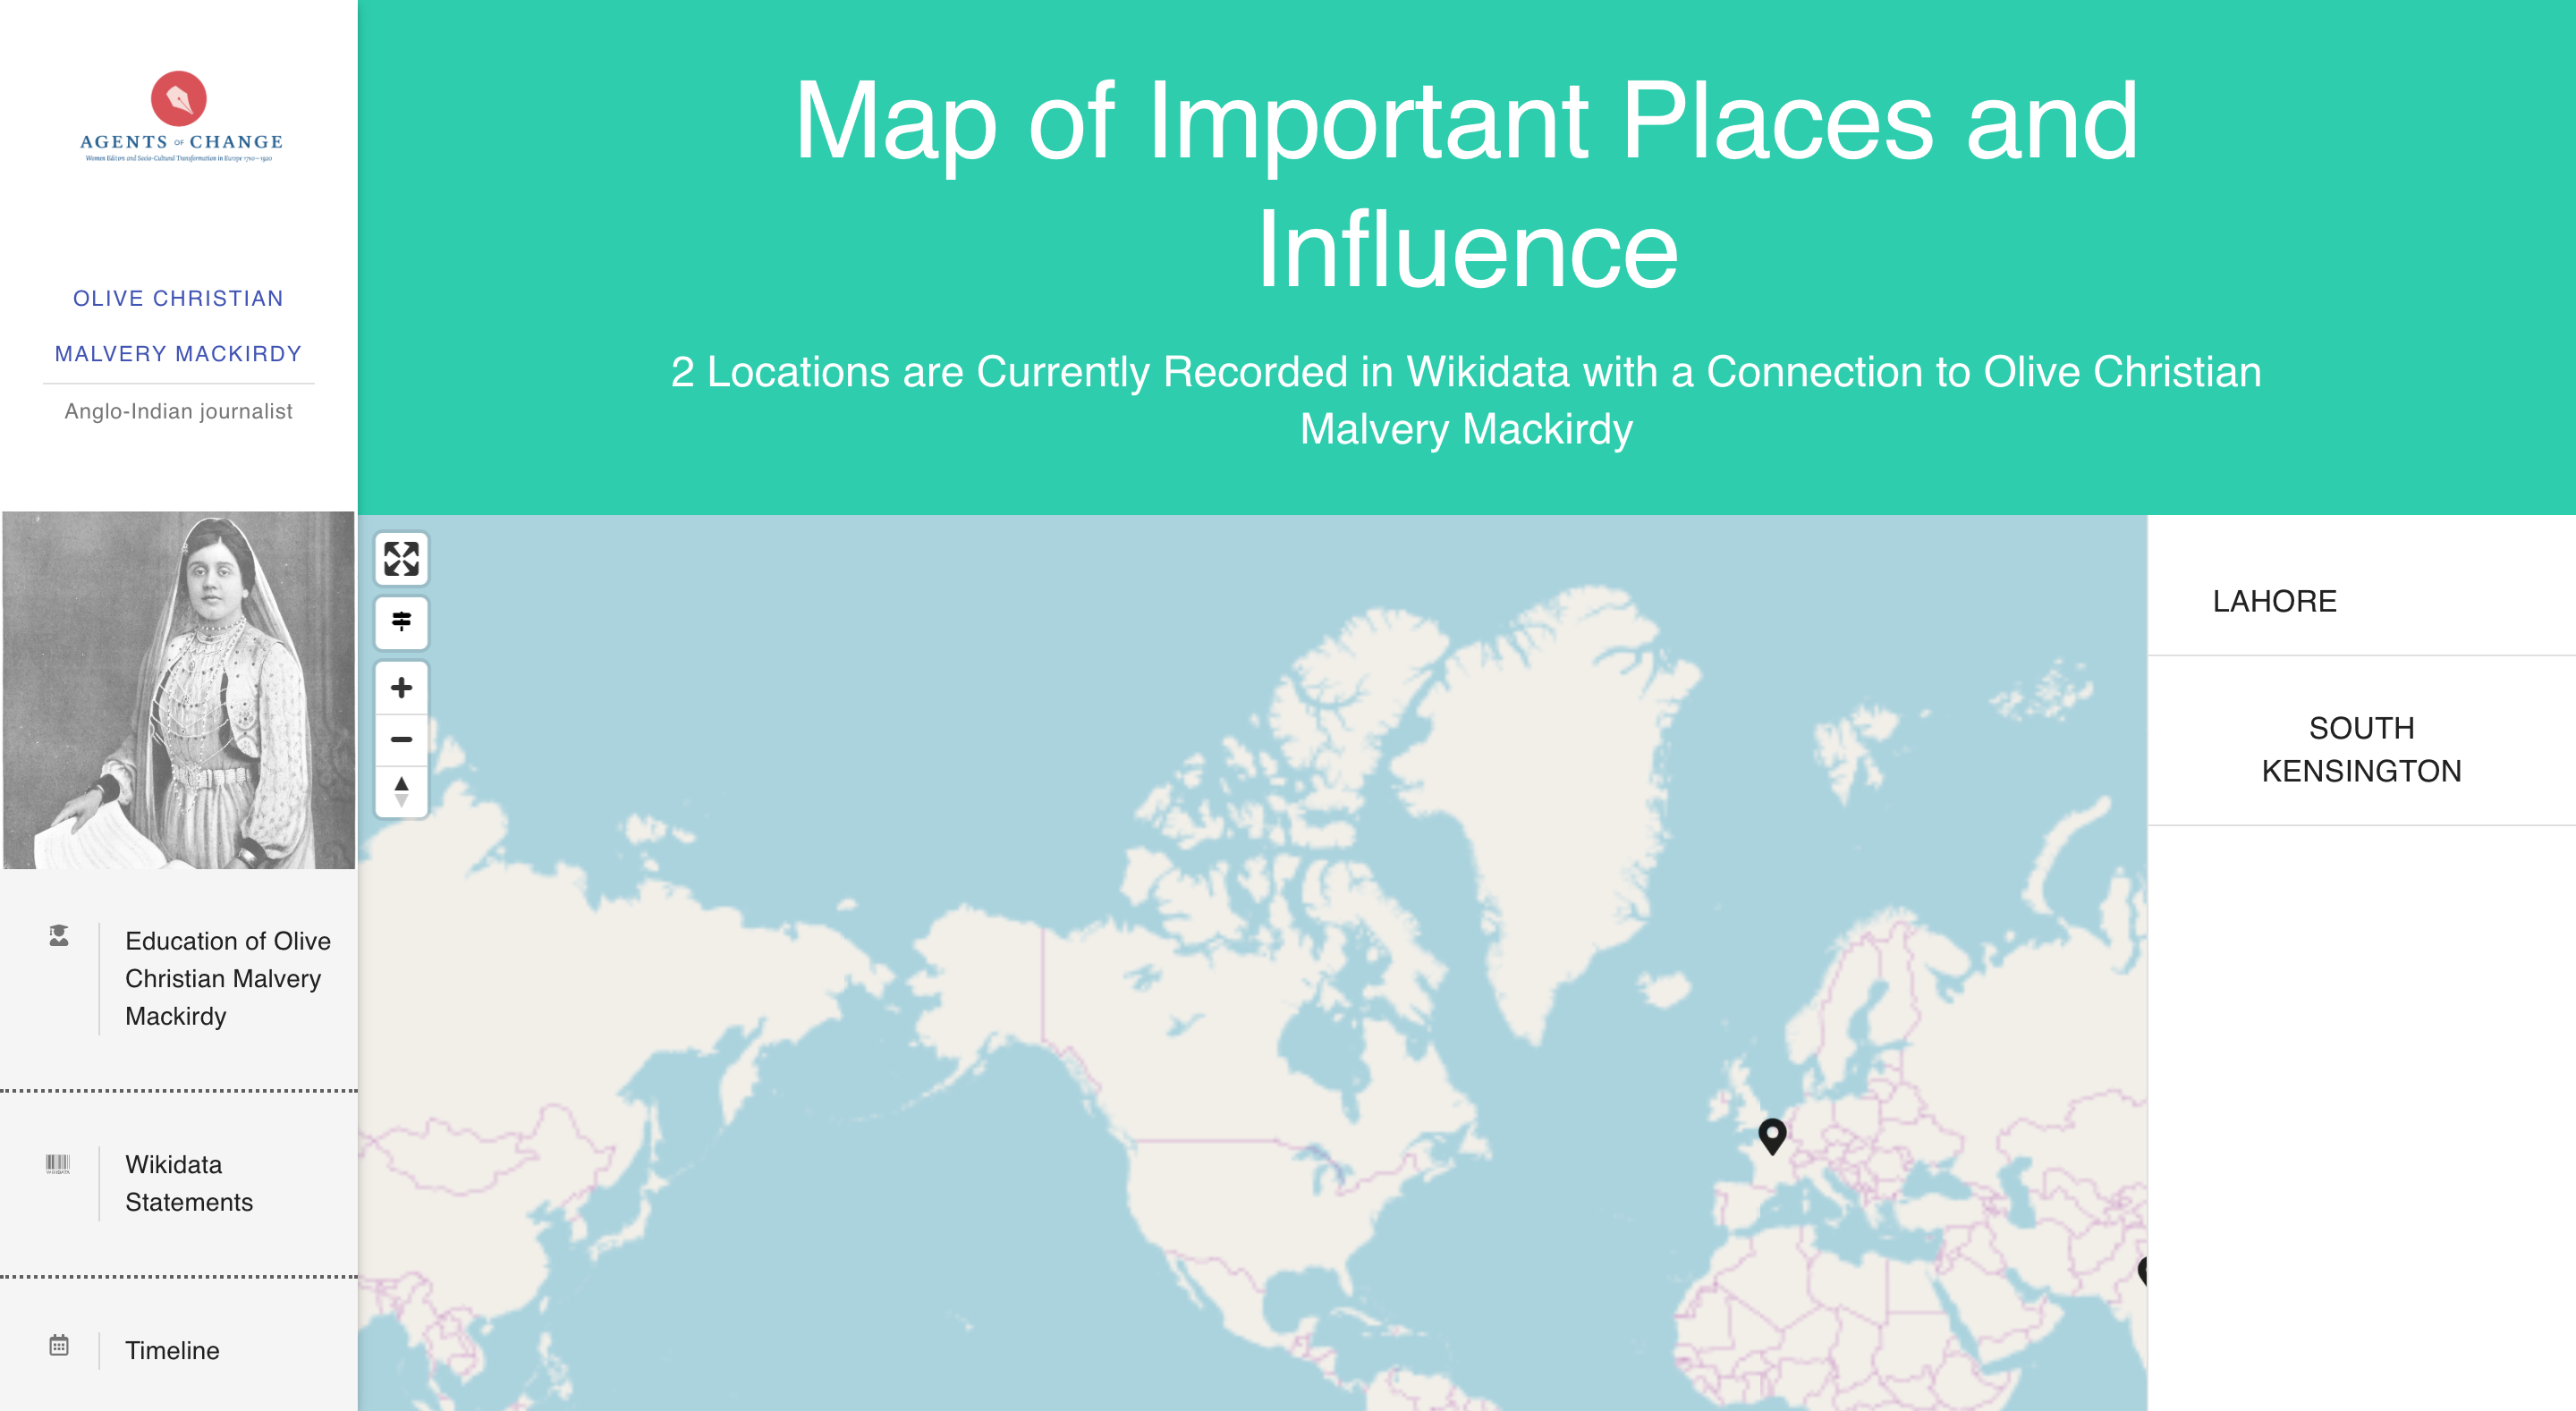 AGENTS OF CHANGE
Women Editors and Socio-Cultural Transformation in Europe 1710–1920
OLIVE CHRISTIAN
MALVERY MACKIRDY
Anglo-Indian journalist
Education of Olive
Christian Malvery
Mackirdy
WIKIDATA
Wikidata
Statements
Timeline
Map of Important Places and
Influence
2 Locations are Currently Recorded in Wikidata with a Connection to Olive Christian
Malvery Mackirdy
LAHORE
SOUTH
KENSINGTON